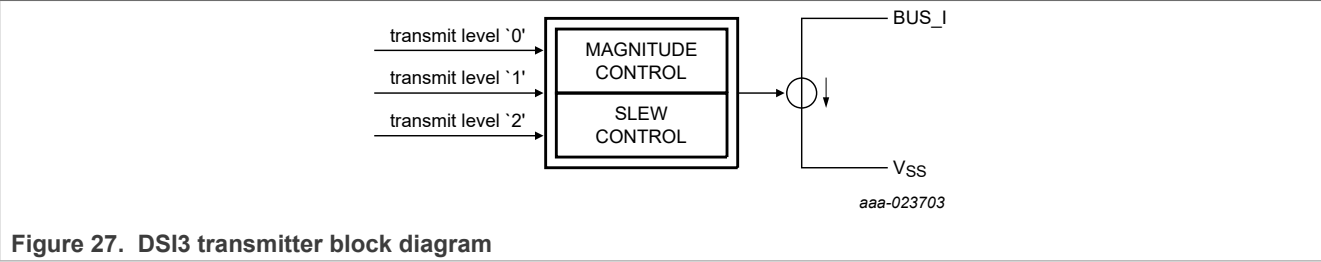 transmit level `0'
transmit level `1'
transmit level `2'
MAGNITUDE
CONTROL
SLEW
CONTROL
BUS_I
VSS
aaa-023703
Figure 27. DSI3 transmitter block diagram